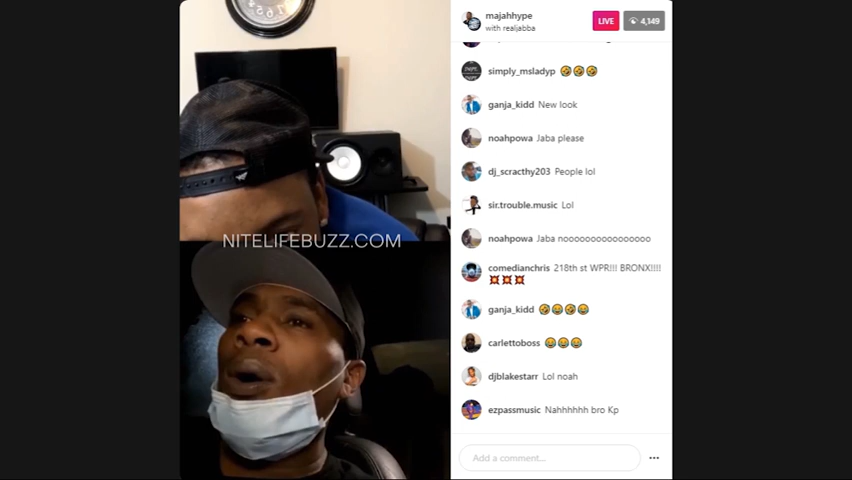 majahhype
with realjabba
LIVE
4,149
simply_msladyp 🤣🤣🤣
ganja_kidd New look
noahpowa Jaba please
dj_scracthy203 People lol
sir.trouble.music Lol
noahpowa Jaba noooooooooooooooo
comedianchris 218th st WPR!!! BRONX!!!!
💥💥💥
ganja_kidd 🤣😂🤣😂
carlettoboss 😂😂😂
djblakestarr Lol noah
ezpassmusic Nahhhhhh bro Kp
Add a comment...
NITELIFEBUZZ.COM